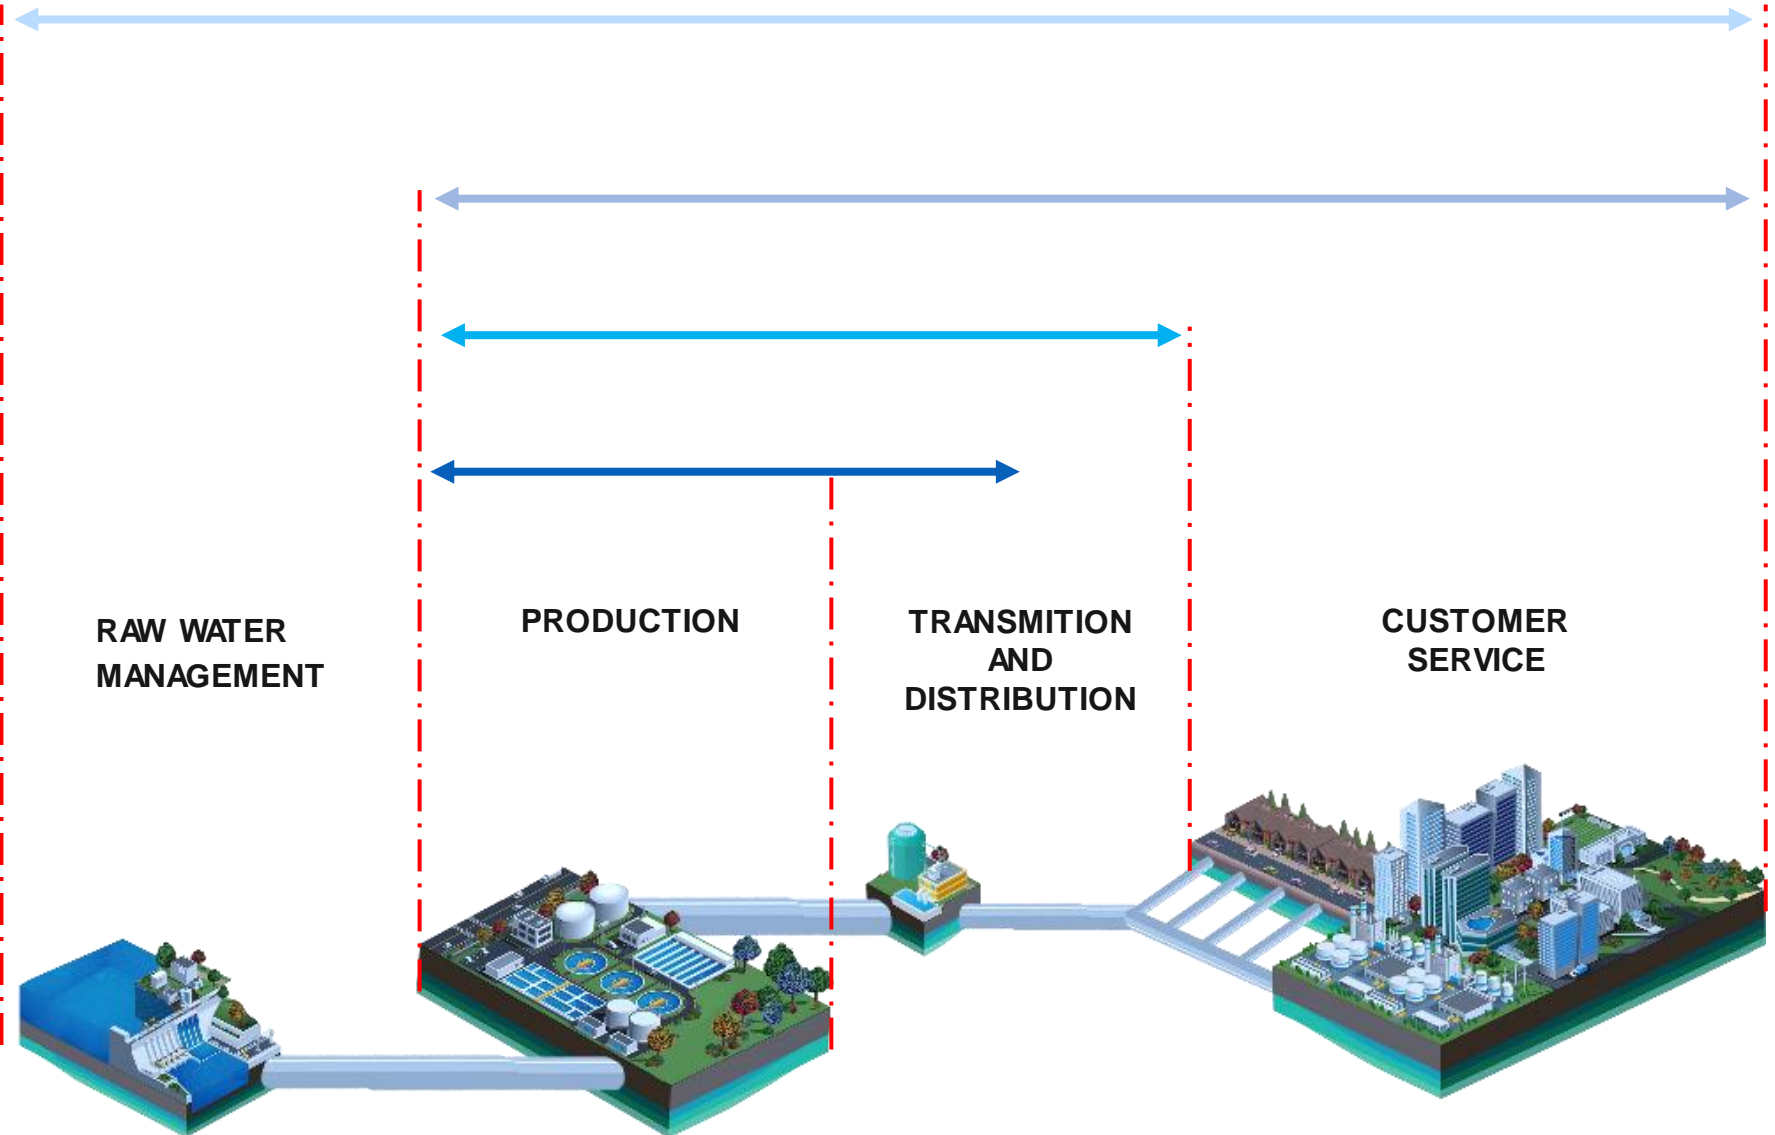 RAW WATER
MANAGEMENT
PRODUCTION
TRANSMITION
AND
DISTRIBUTION
CUSTOMER
SERVICE